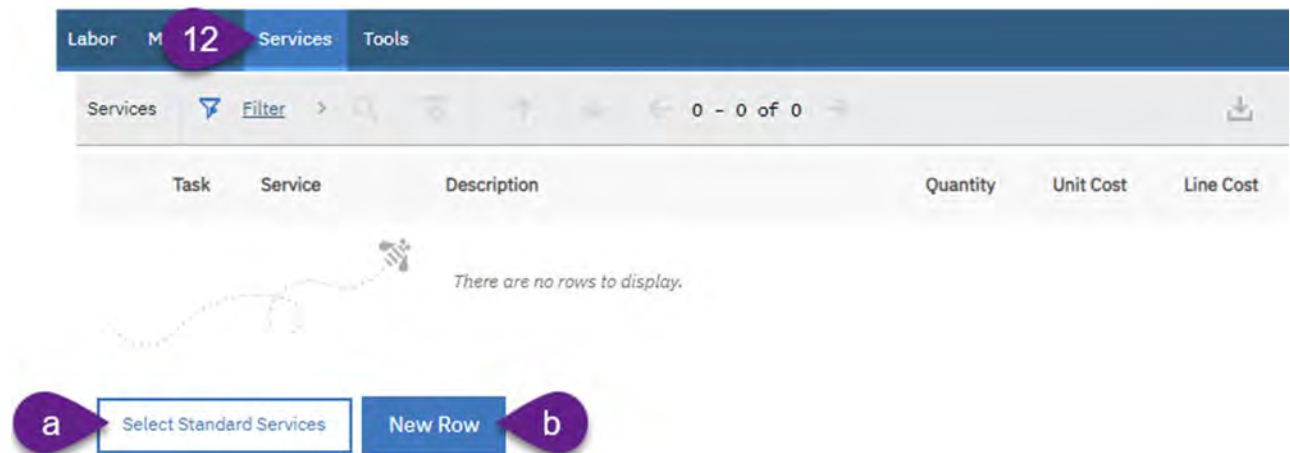 Labor M 12 Services Tools
Services Filter > 0 - 0 of 0
Task Service Description Quantity Unit Cost Line Cost
There are no rows to display.
a Select Standard Services New Row b